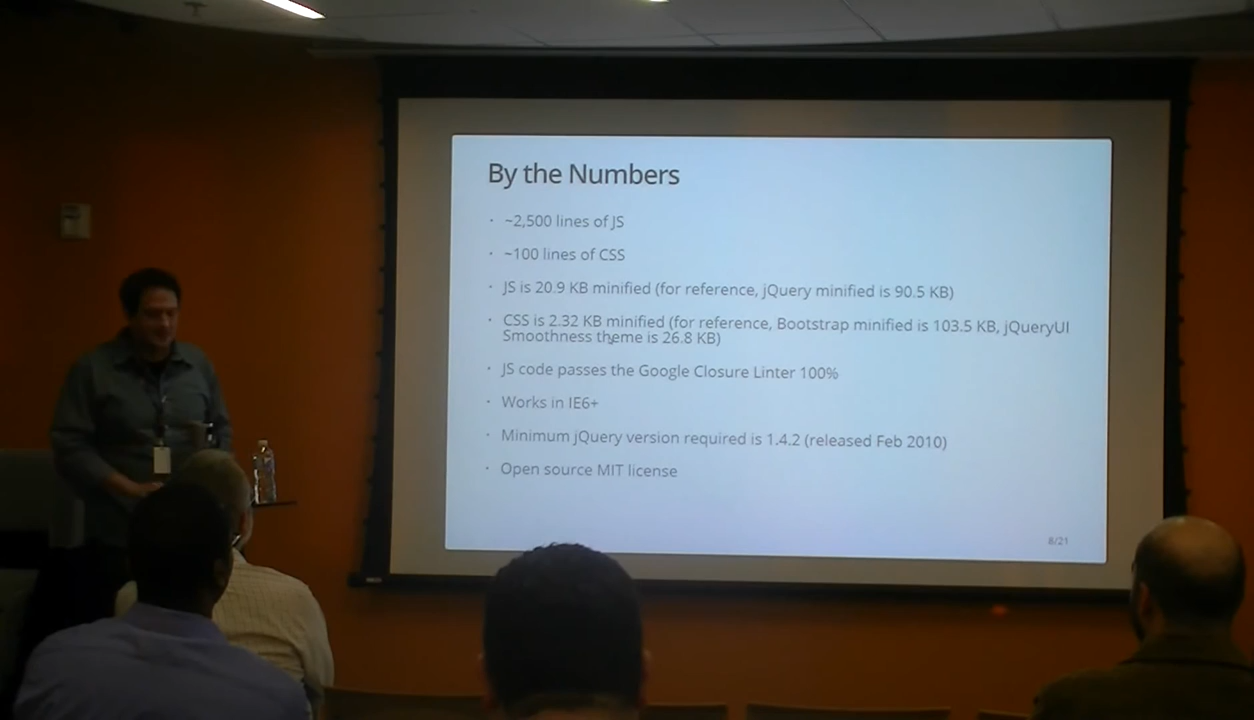 By the Numbers
· ~2,500 lines of JS
· ~100 lines of CSS
· JS is 20.9 KB minified (for reference, jQuery minified is 90.5 KB)
· CSS is 2.32 KB minified (for reference, Bootstrap minified is 103.5 KB, jQueryUI
Smoothness theme is 26.8 KB)
· JS code passes the Google Closure Linter 100%
· Works in IE6+
· Minimum jQuery version required is 1.4.2 (released Feb 2010)
· Open source MIT license
8/21